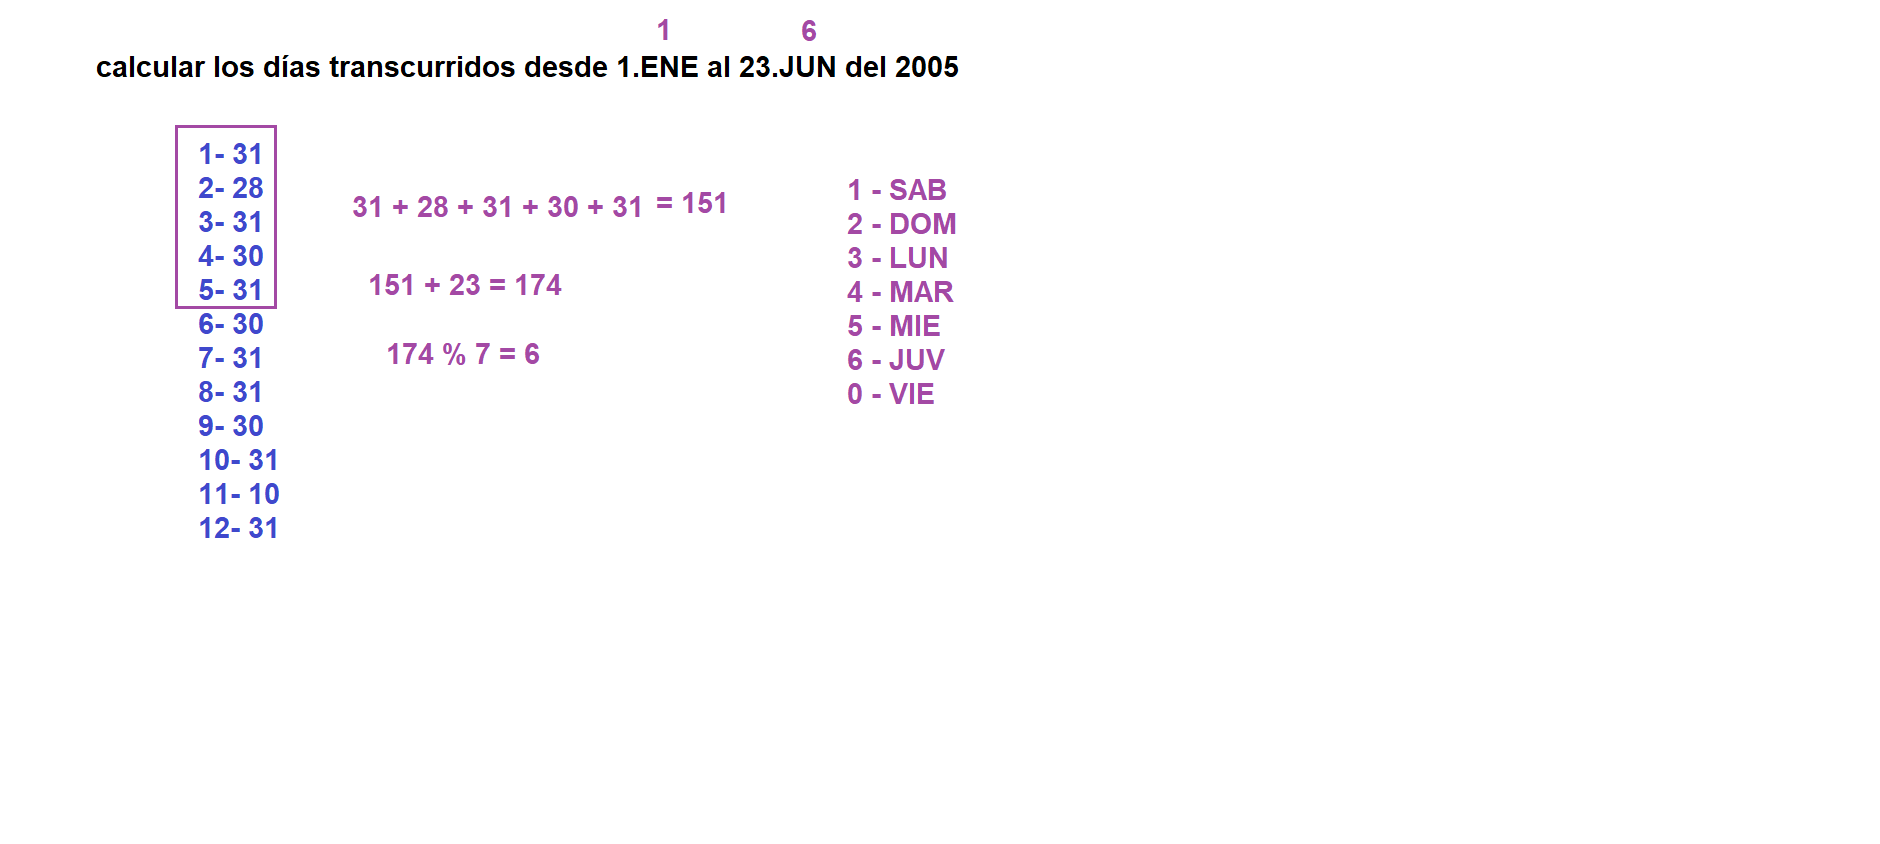 1 6
calcular los días transcurridos desde 1.ENE al 23.JUN del 2005
1- 31
2- 28
3- 31
4- 30
5- 31
6- 30
7- 31
8- 31
9- 30
10- 31
11- 10
12- 31
31 + 28 + 31 + 30 + 31 = 151
151 + 23 = 174
174 % 7 = 6
1 - SAB
2 - DOM
3 - LUN
4 - MAR
5 - MIE
6 - JUV
0 - VIE